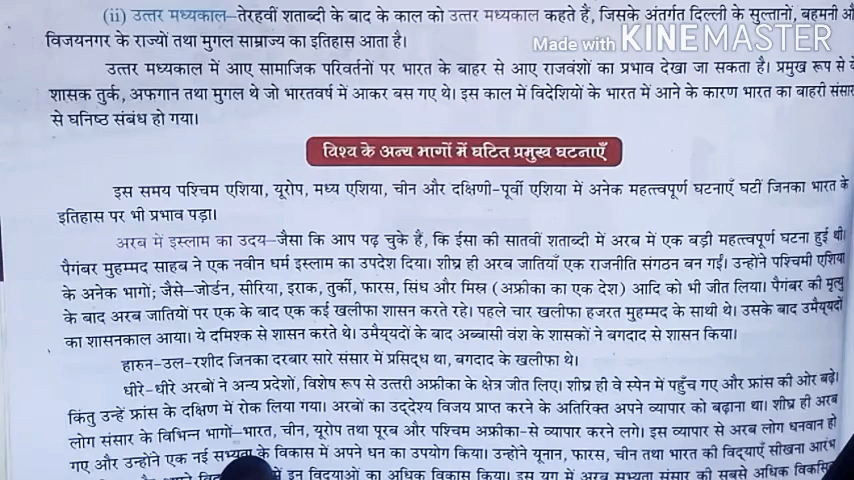 (ii) उत्तर मध्यकाल–तेरहवीं शताब्दी के बाद के काल को उत्तर मध्यकाल कहते हैं, जिसके अंतर्गत दिल्ली के सुल्तानों, बहमनी औ
विजयनगर के राज्यों तथा मुगल साम्राज्य का इतिहास आता है।
Made with KINEMASTER
उत्तर मध्यकाल में आए सामाजिक परिवर्तनों पर भारत के बाहर से आए राजवंशों का प्रभाव देखा जा सकता है। प्रमुख रूप से
शासक तुर्क, अफगान तथा मुगल थे जो भारतवर्ष में आकर बस गए थे। इस काल में विदेशियों के भारत में आने के कारण भारत का बाहरी संसार
से घनिष्ठ संबंध हो गया।
विश्व के अन्य भागों में घटित प्रमुख घटनाएँ
इस समय पश्चिम एशिया, यूरोप, मध्य एशिया, चीन और दक्षिणी-पूर्वी एशिया में अनेक महत्त्वपूर्ण घटनाएँ घटीं जिनका भारत के
इतिहास पर भी प्रभाव पड़ा।
अरब में इस्लाम का उदय–जैसा कि आप पढ़ चुके हैं, कि ईसा की सातवीं शताब्दी में अरब में एक बड़ी महत्त्वपूर्ण घटना हुई थी।
पैगंबर मुहम्मद साहब ने एक नवीन धर्म इस्लाम का उपदेश दिया। शीघ्र ही अरब जातियाँ एक राजनीति संगठन बन गईं। उन्होंने पश्चिमी एशिया
के अनेक भागों; जैसे–जोर्डन, सीरिया, इराक, तुर्की, फारस, सिंध और मिस्र (अफ्रीका का एक देश) आदि को भी जीत लिया। पैगंबर की मृत्यु
के बाद अरब जातियों पर एक के बाद एक कई खलीफा शासन करते रहे। पहले चार खलीफा हजरत मुहम्मद के साथी थे। उसके बाद उमैय्यदों
का शासनकाल आया। ये दमिश्क से शासन करते थे। उमैय्यदों के बाद अब्बासी वंश के शासकों ने बगदाद से शासन किया।
हारुन-उल-रशीद जिनका दरबार सारे संसार में प्रसिद्ध था, बगदाद के खलीफा थे।
धीरे-धीरे अरबों ने अन्य प्रदेशों, विशेष रूप से उत्तरी अफ्रीका के क्षेत्र जीत लिए। शीघ्र ही वे स्पेन में पहुँच गए और फ्रांस की ओर बढ़े।
किंतु उन्हें फ्रांस के दक्षिण में रोक लिया गया। अरबों का उद्देश्य विजय प्राप्त करने के अतिरिक्त अपने व्यापार को बढ़ाना था। शीघ्र ही अरब
लोग संसार के विभिन्न भागों–भारत, चीन, यूरोप तथा पूरब और पश्चिम अफ्रीका-से व्यापार करने लगे। इस व्यापार से अरब लोग धनवान हो
गए और उन्होंने एक नई सभ्यता के विकास में अपने धन का उपयोग किया। उन्होंने यूनान, फारस, चीन तथा भारत की विद्याएँ सीखना आरंभ
में इन विद्याओं का अधिक विकास किया। इस युग में अरब सभ्यता संसार की सबसे अधिक